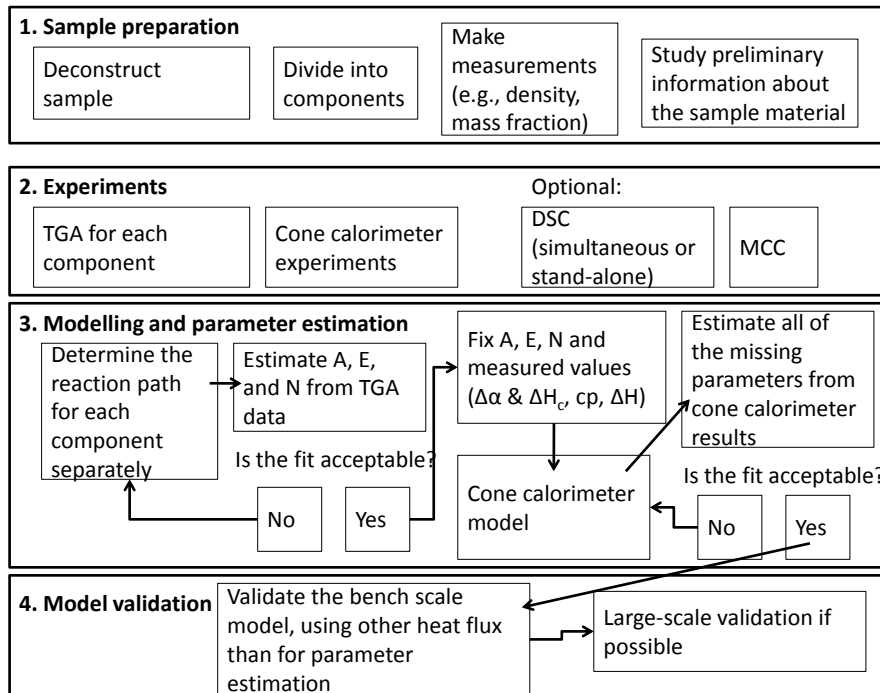 1. Sample preparation
Deconstruct
sample
Divide into
components
Make
measurements
(e.g., density,
mass fraction)
Study preliminary
information about
the sample material
2. Experiments
Optional:
TGA for each
component
Cone calorimeter
experiments
DSC
(simultaneous or
stand-alone)
MCC
3. Modelling and parameter estimation
Determine the
reaction path
for each
component
separately
Estimate A, E,
and N from TGA
data
Is the fit acceptable?
No
Yes
Fix A, E, N and
measured values
(Δα & ΔHc, cp, ΔH)
Cone calorimeter
model
Estimate all of
the missing
parameters from
cone calorimeter
results
Is the fit acceptable?
No
Yes
4. Model validation
Validate the bench scale
model, using other heat flux
than for parameter
estimation
Large-scale validation if
possible